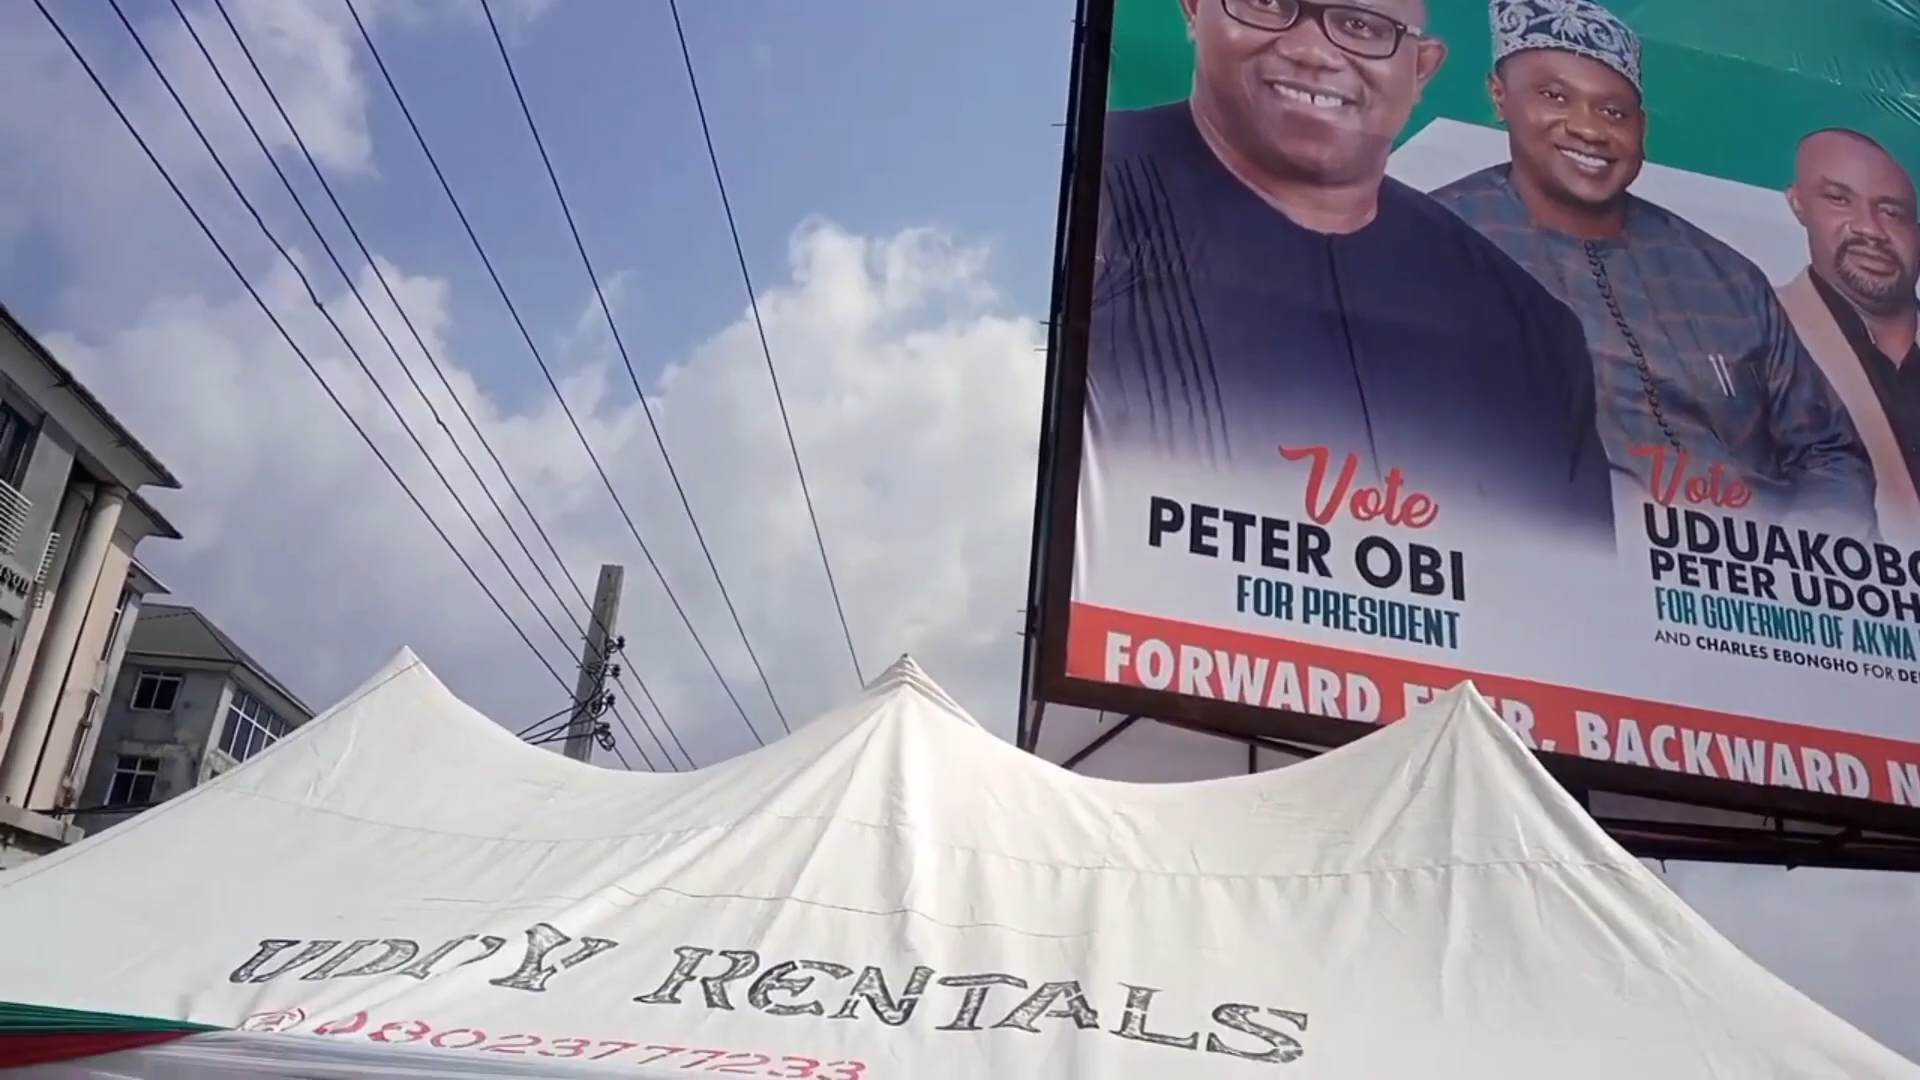 Vote
PETER OBI
FOR PRESIDENT
Vote
PETER UDOH
FOR GOVERNOR OF AKWA
AND CHARLES EBONGHO FOR
FORWARD BACKWARD
RENTALS
08023777233